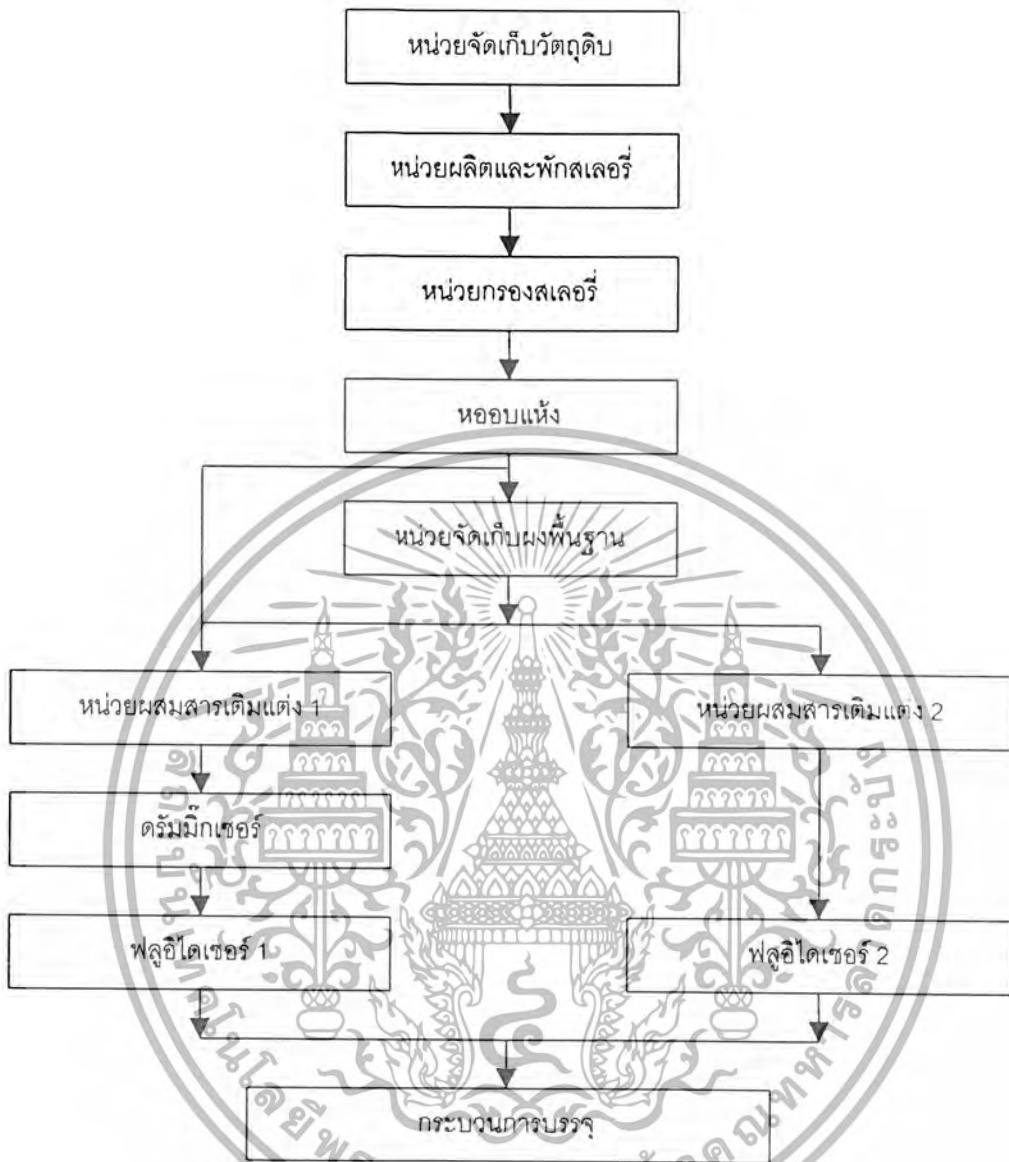 หน่วยจัดเก็บวัตถุดิบ
หน่วยผลิตและพักสเลอรี่
หน่วยกรองสเลอรี่
หออบแห้ง
หน่วยจัดเก็บผงพื้นฐาน
หน่วยผสมสารเติมแต่ง 1
หน่วยผสมสารเติมแต่ง 2
ดรัมมิ๊กเซอร์
ฟลูอิไดเซอร์ 1
ฟลูอิไดเซอร์ 2
กระบวนการบรรจุ